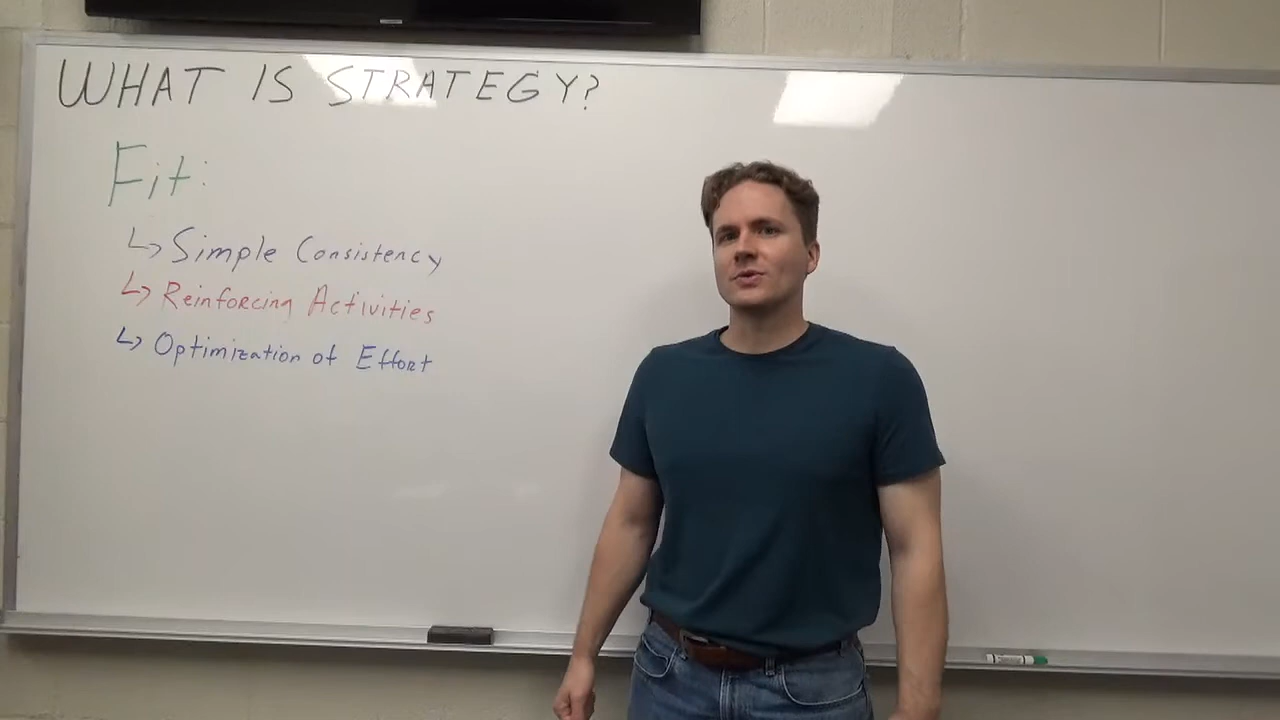 WHAT IS STRATEGY?
Fit:
↳ Simple Consistency
↳ Reinforcing Activities
↳ Optimization of Effort